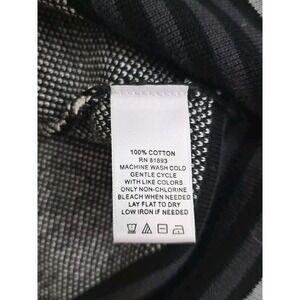 100% COTTON
RN 81893
MACHINE WASH COLD
GENTLE CYCLE
WITH LIKE COLORS
ONLY NON-CHLORINE
BLEACH WHEN NEEDED
LAY FLAT TO DRY
LOW IRON IF NEEDED